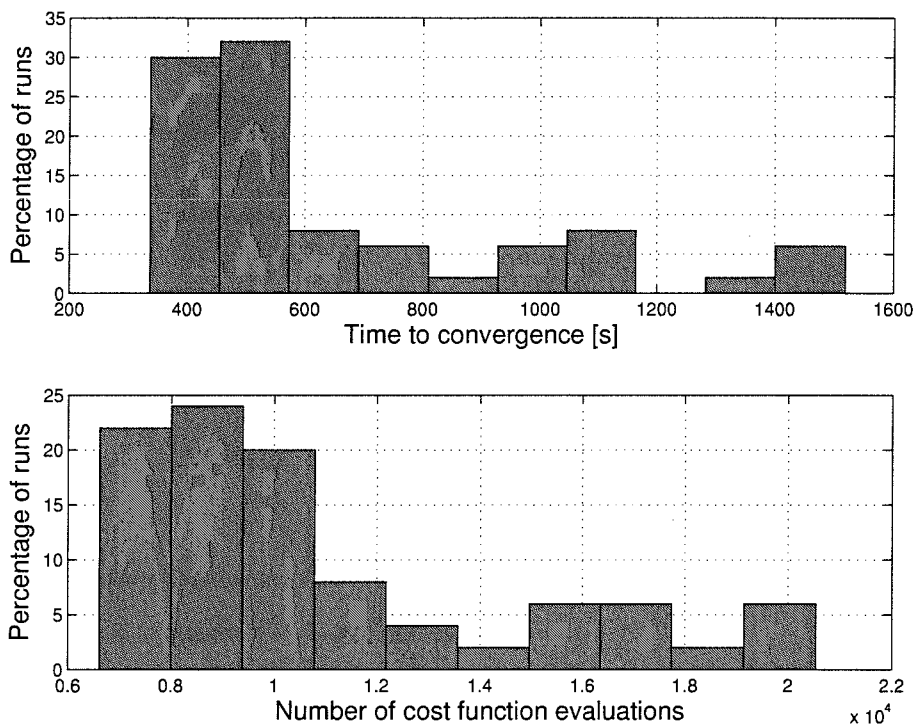 35
30
25
20
15
10
5
0
Percentage of runs
200 400 600 800 1000 1200 1400 1600
Time to convergence [s]
25
20
15
10
5
0
Percentage of runs
0.6 0.8 1 1.2 1.4 1.6 1.8 2 2.2
Number of cost function evaluations
x 10⁴